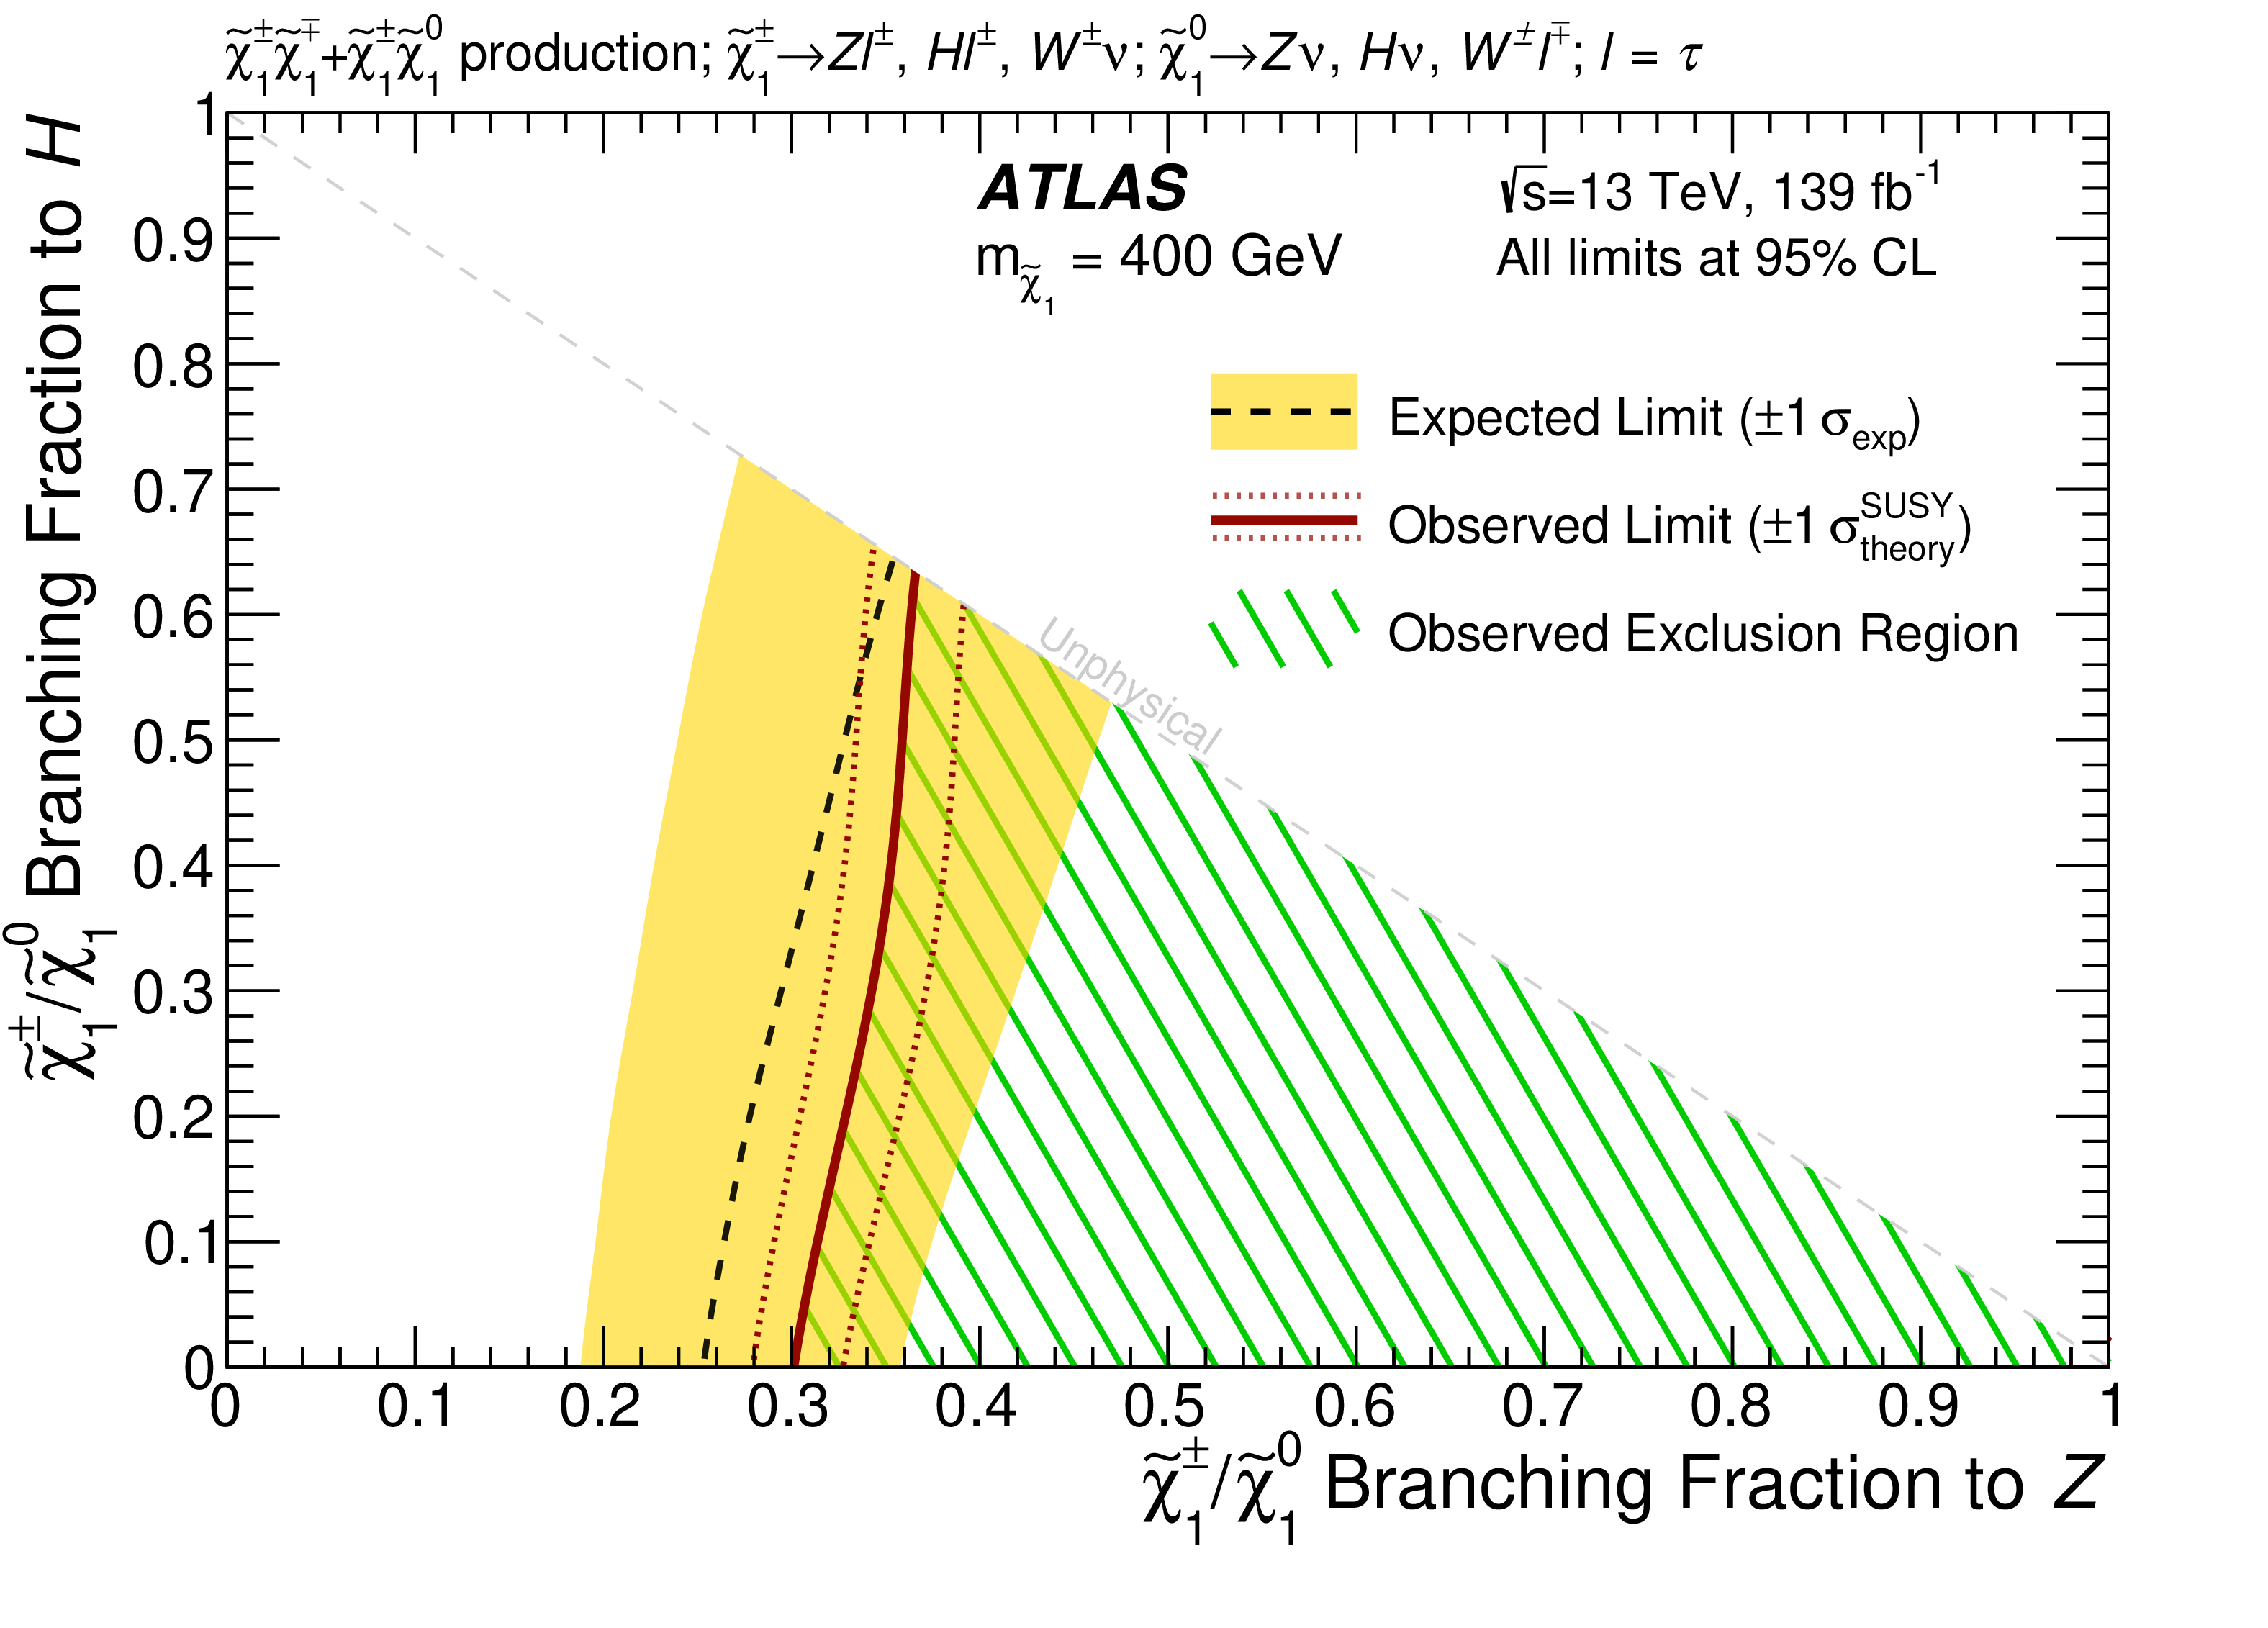 χ̃₁±χ̃₁∓+χ̃₁±χ̃₁⁰ production; χ̃₁±→Zl±, Hl±, W±ν; χ̃₁⁰→Zν, Hν, W±l∓; l = τ
ATLAS
√s=13 TeV, 139 fb⁻¹
m_χ̃₁ = 400 GeV
All limits at 95% CL
Expected Limit (±1 σ_exp)
Observed Limit (±1 σ_theory^SUSY)
Observed Exclusion Region
Unphysical
χ̃₁±/χ̃₁⁰ Branching Fraction to H
1
0.9
0.8
0.7
0.6
0.5
0.4
0.3
0.2
0.1
0
0 0.1 0.2 0.3 0.4 0.5 0.6 0.7 0.8 0.9 1
χ̃₁±/χ̃₁⁰ Branching Fraction to Z